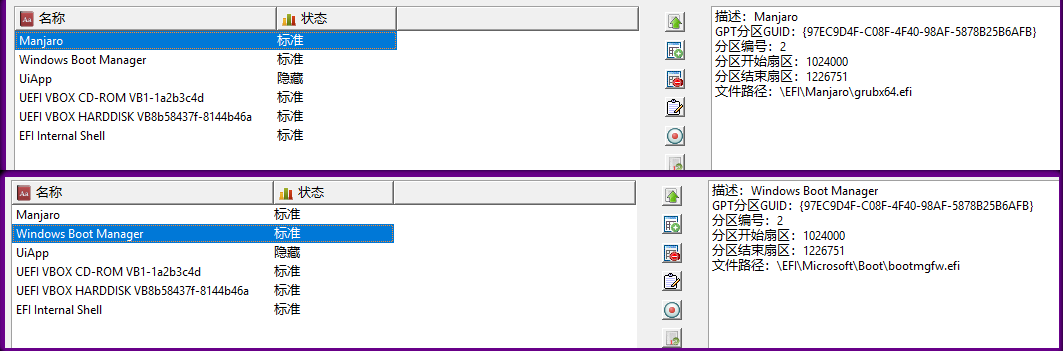 名称 状态
Manjaro 标准
Windows Boot Manager 标准
UiApp 隐藏
UEFI VBOX CD-ROM VB1-1a2b3c4d 标准
UEFI VBOX HARDDISK VB8b58437f-8144b46a 标准
EFI Internal Shell 标准
描述：Manjaro
GPT分区GUID：{97EC9D4F-C08F-4F40-98AF-5878B25B6AFB}
分区编号：2
分区开始扇区：1024000
分区结束扇区：1226751
文件路径：\EFI\Manjaro\grubx64.efi
名称 状态
Manjaro 标准
Windows Boot Manager 标准
UiApp 隐藏
UEFI VBOX CD-ROM VB1-1a2b3c4d 标准
UEFI VBOX HARDDISK VB8b58437f-8144b46a 标准
EFI Internal Shell 标准
描述：Windows Boot Manager
GPT分区GUID：{97EC9D4F-C08F-4F40-98AF-5878B25B6AFB}
分区编号：2
分区开始扇区：1024000
分区结束扇区：1226751
文件路径：\EFI\Microsoft\Boot\bootmgfw.efi